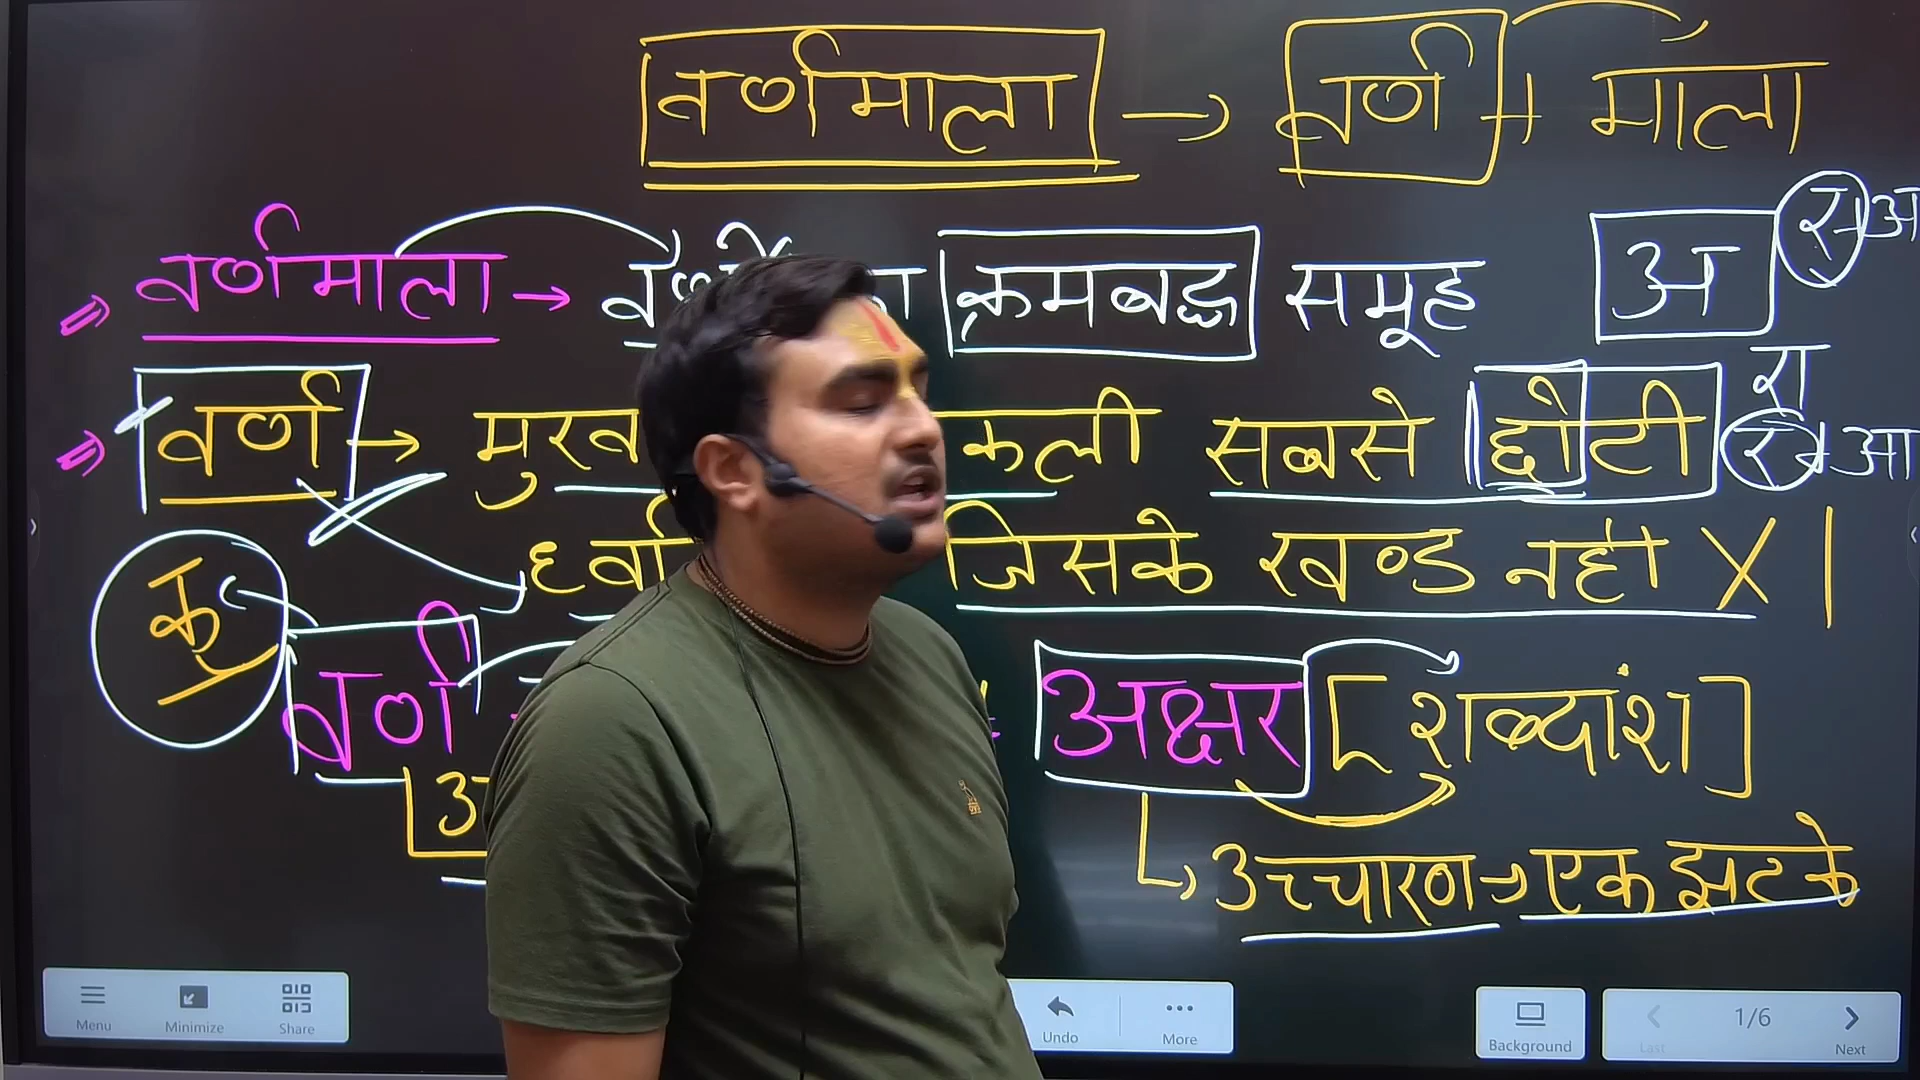 वर्णमाला → वर्ण + माला
वर्णमाला → क्रमबद्ध समूह अ र+अ
वर्ण → मुख कली सबसे छोटी रा र+आ
जिसके खण्ड नहीं X |
क
वर्ण अक्षर [शब्दांश]
उच्चारण → एक झटके
Menu Minimize Share Undo More Background Last 1/6 Next